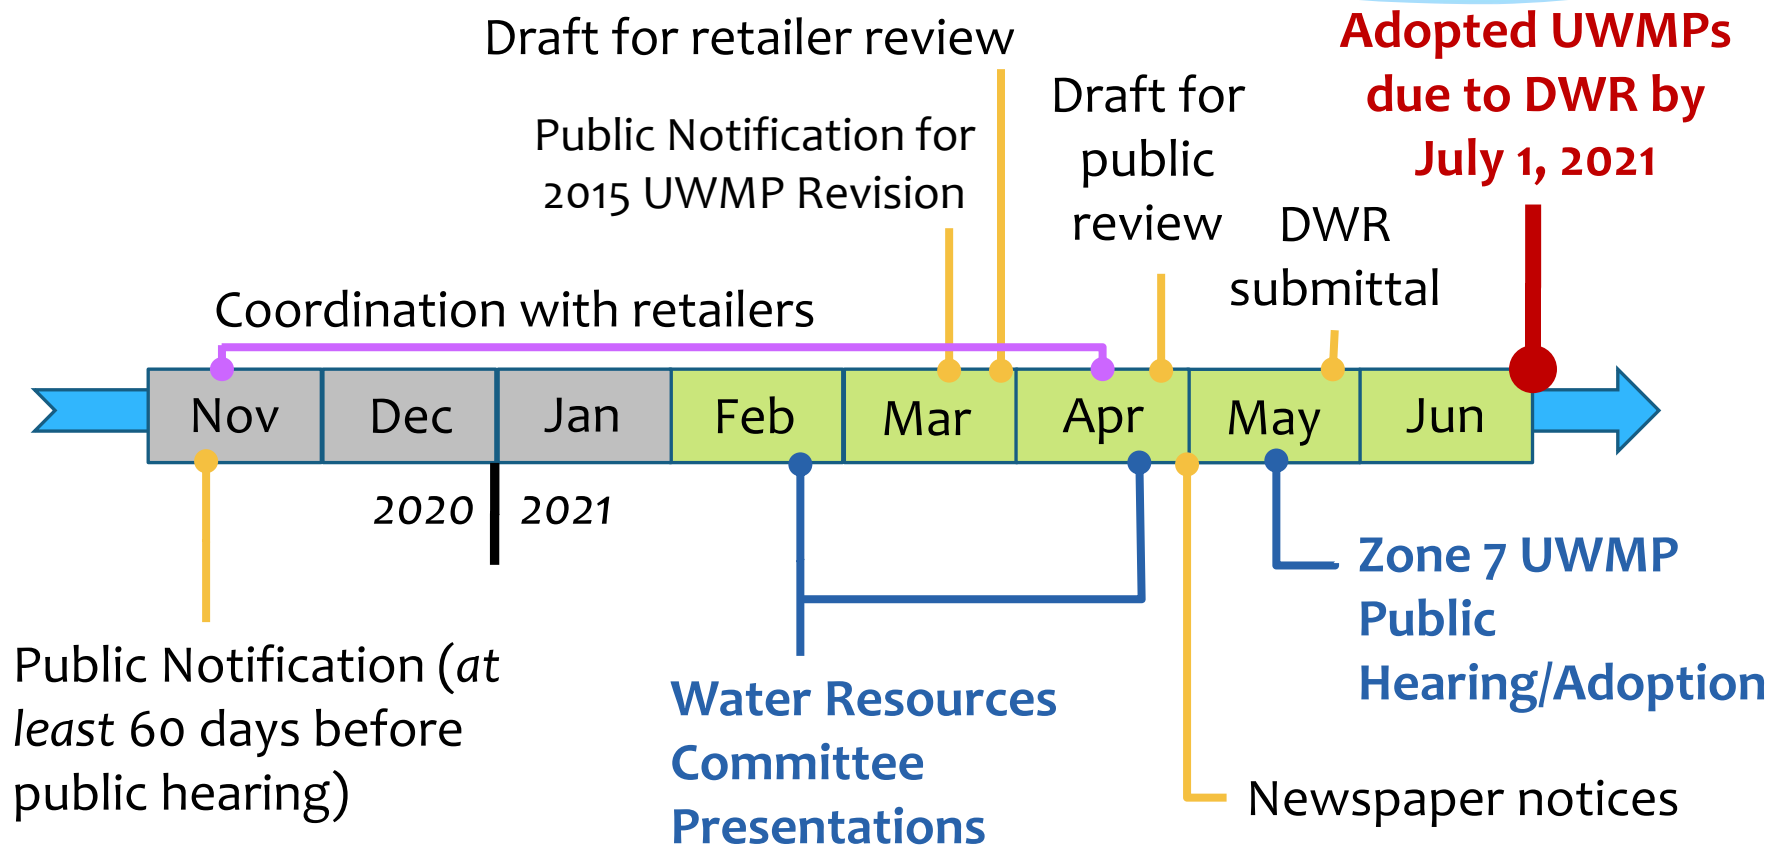 Draft for retailer review
Public Notification for
2015 UWMP Revision
Draft for
public
review
DWR
submittal
Adopted UWMPs
due to DWR by
July 1, 2021
Coordination with retailers
Nov
Dec
Jan
Feb
Mar
Apr
May
Jun
2020
2021
Public Notification (at
least 60 days before
public hearing)
Water Resources
Committee
Presentations
Zone 7 UWMP
Public
Hearing/Adoption
Newspaper notices